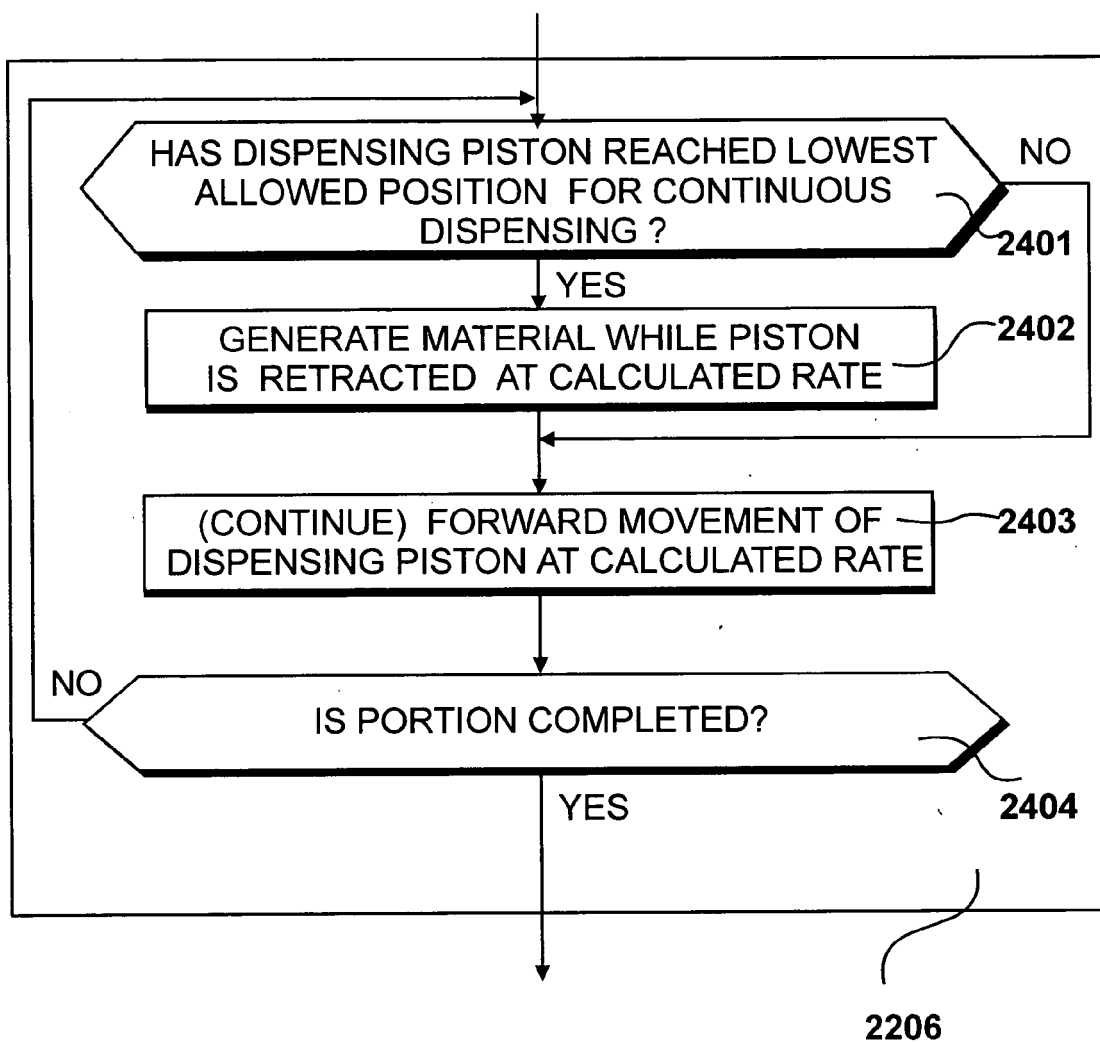 HAS DISPENSING PISTON REACHED LOWEST
ALLOWED POSITION FOR CONTINUOUS
DISPENSING ?
NO
2401
YES
GENERATE MATERIAL WHILE PISTON
IS RETRACTED AT CALCULATED RATE
2402
(CONTINUE) FORWARD MOVEMENT OF
DISPENSING PISTON AT CALCULATED RATE
2403
NO
IS PORTION COMPLETED?
2404
YES
2206